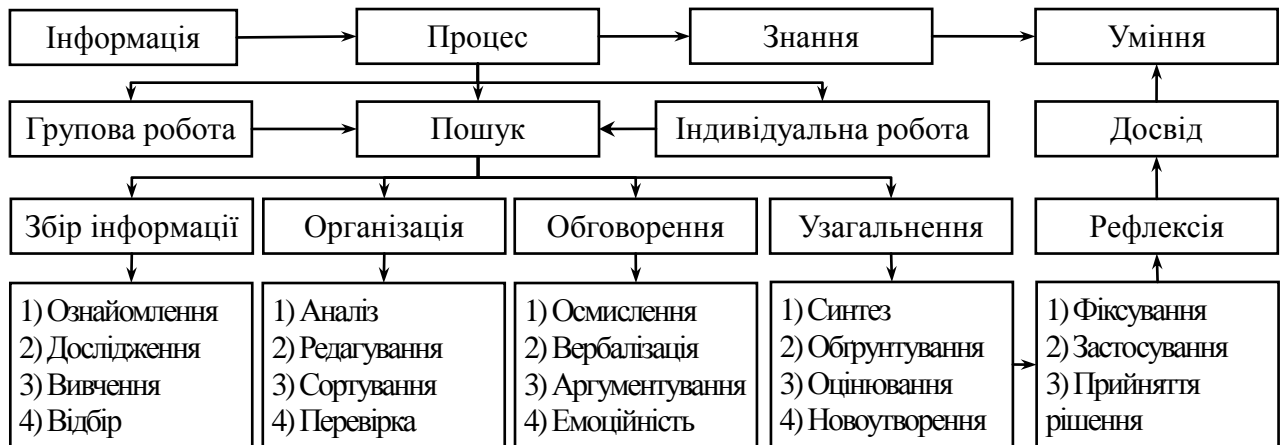 Інформація
Процес
Знання
Уміння
Групова робота
Пошук
Індивідуальна робота
Досвід
Збір інформації
Організація
Обговорення
Узагальнення
Рефлексія
1) Ознайомлення
2) Дослідження
3) Вивчення
4) Відбір
1) Аналіз
2) Редагування
3) Сортування
4) Перевірка
1) Осмислення
2) Вербалізація
3) Аргументування
4) Емоційність
1) Синтез
2) Обґрунтування
3) Оцінювання
4) Новоутворення
1) Фіксування
2) Застосування
3) Прийняття
рішення